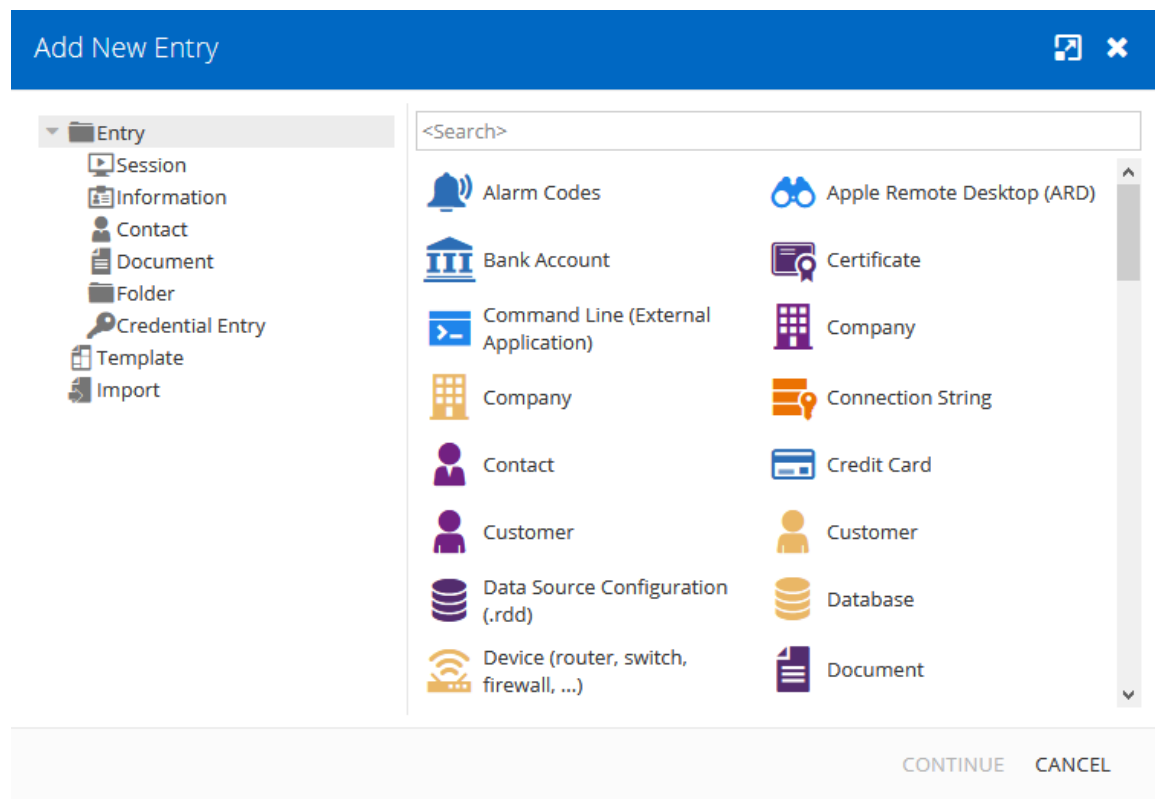 Add New Entry
Entry
Session
Information
Contact
Document
Folder
Credential Entry
Template
Import
<Search>
Alarm Codes
Apple Remote Desktop (ARD)
Bank Account
Certificate
Command Line (External
Application)
Company
Company
Connection String
Contact
Credit Card
Customer
Customer
Data Source Configuration
(.rdd)
Database
Device (router, switch,
firewall, ...)
Document
CONTINUE
CANCEL